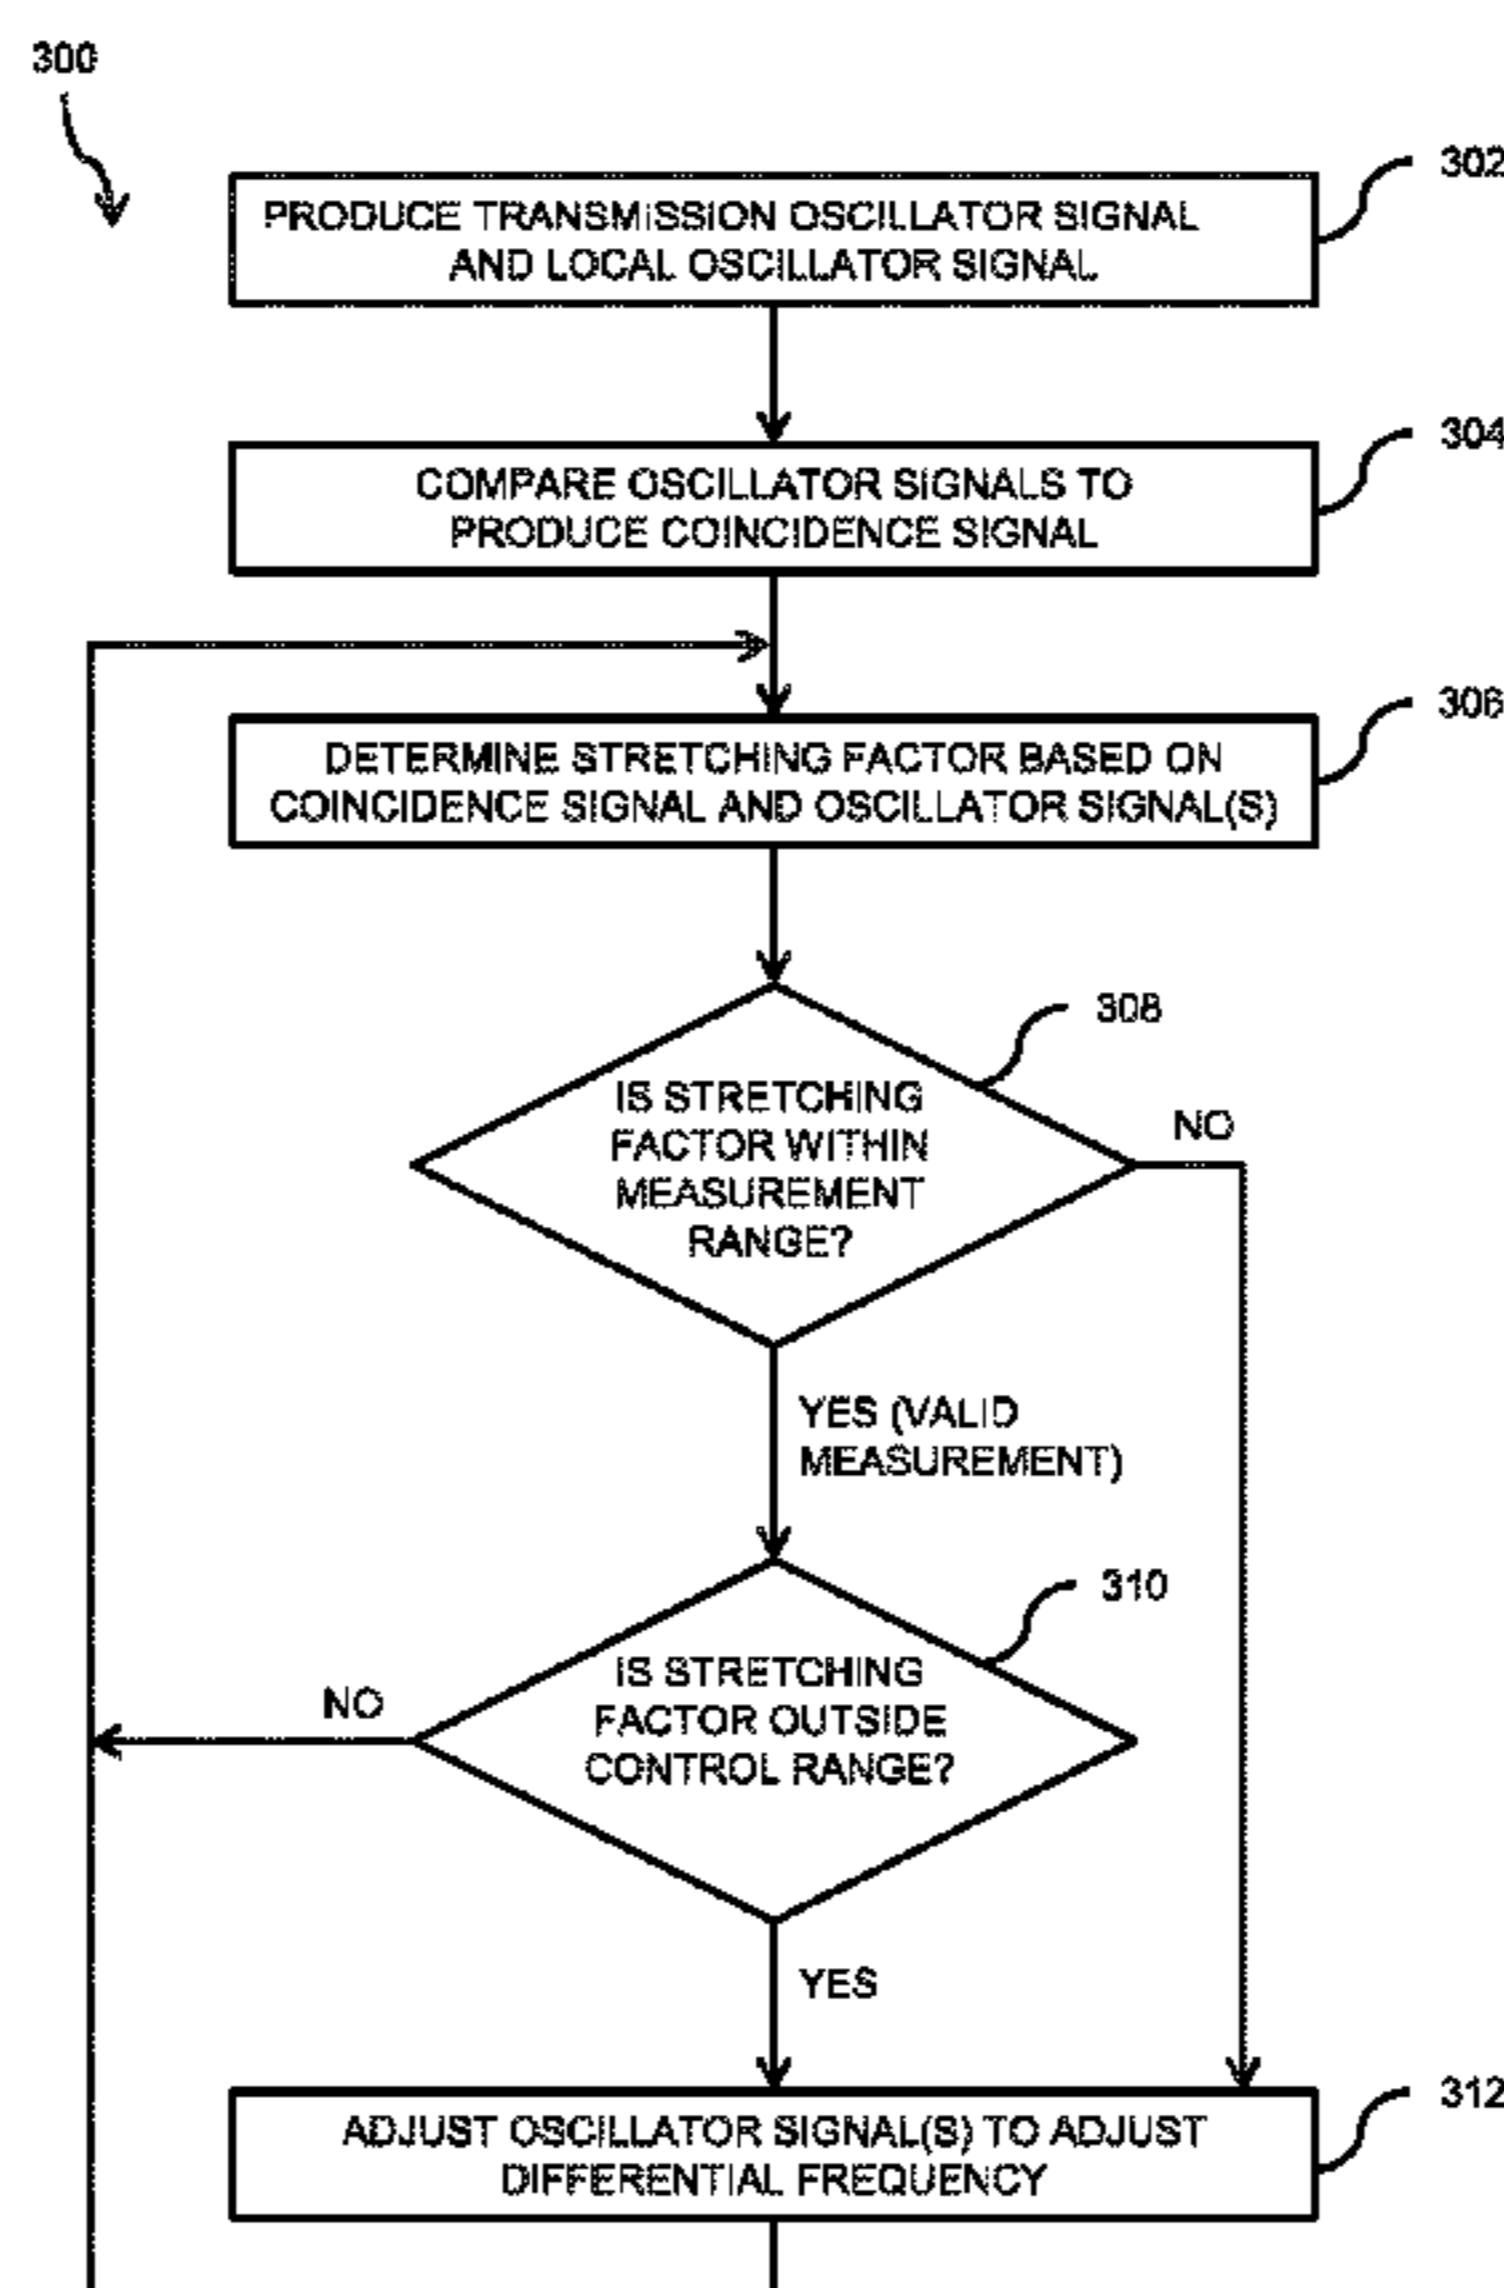 300
302
PRODUCE TRANSMISSION OSCILLATOR SIGNAL
AND LOCAL OSCILLATOR SIGNAL
304
COMPARE OSCILLATOR SIGNALS TO
PRODUCE COINCIDENCE SIGNAL
306
DETERMINE STRETCHING FACTOR BASED ON
COINCIDENCE SIGNAL AND OSCILLATOR SIGNAL(S)
308
IS STRETCHING
FACTOR WITHIN
MEASUREMENT
RANGE?
NO
YES (VALID
MEASUREMENT)
310
IS STRETCHING
FACTOR OUTSIDE
CONTROL RANGE?
NO
YES
312
ADJUST OSCILLATOR SIGNAL(S) TO ADJUST
DIFFERENTIAL FREQUENCY